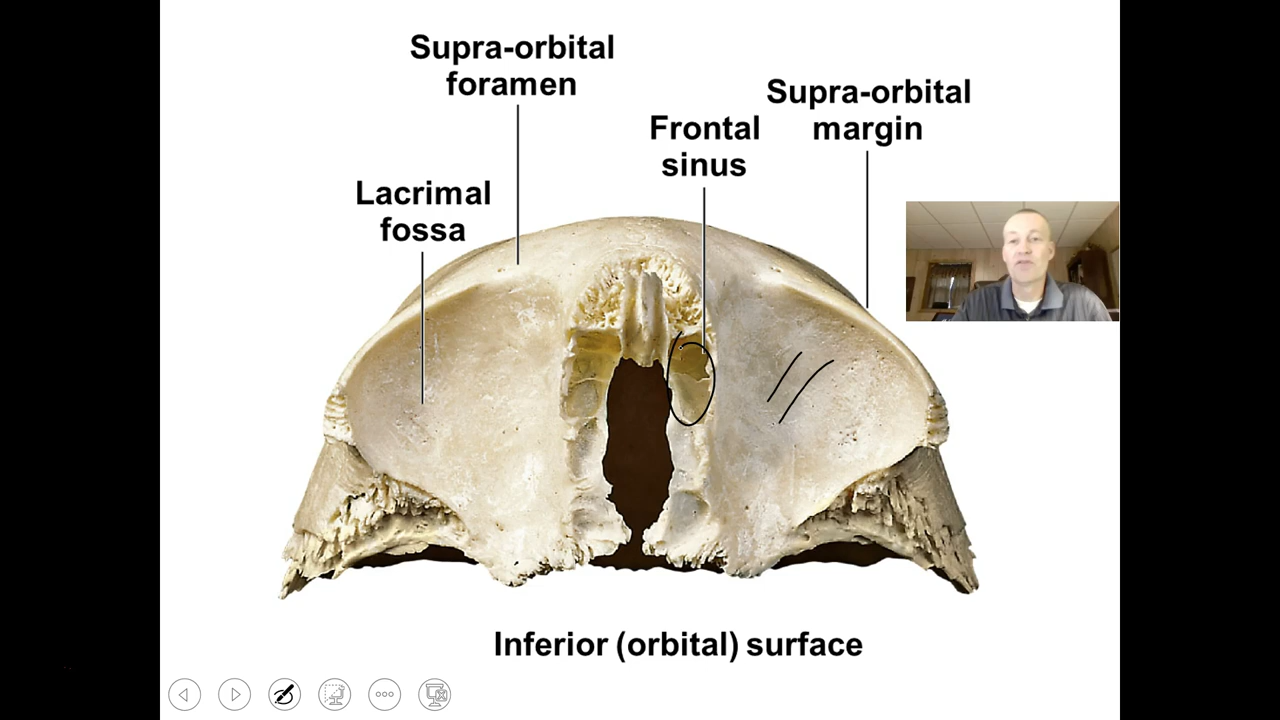 Supra-orbital
foramen
Supra-orbital
margin
Frontal
sinus
Lacrimal
fossa
Inferior (orbital) surface